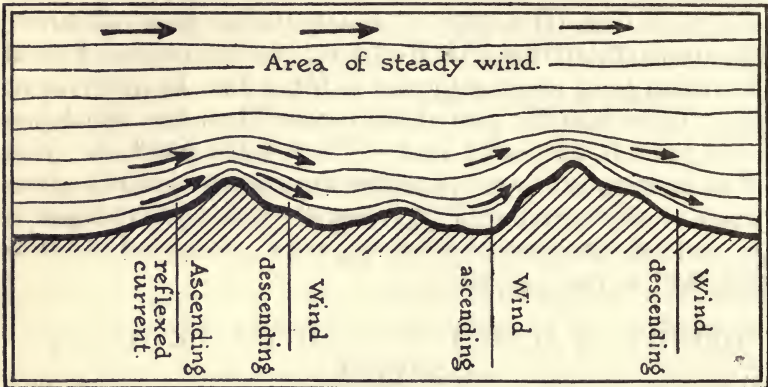 Area of steady wind.
Ascending
reflexed
current
Wind
descending
Wind
ascending
Wind
descending